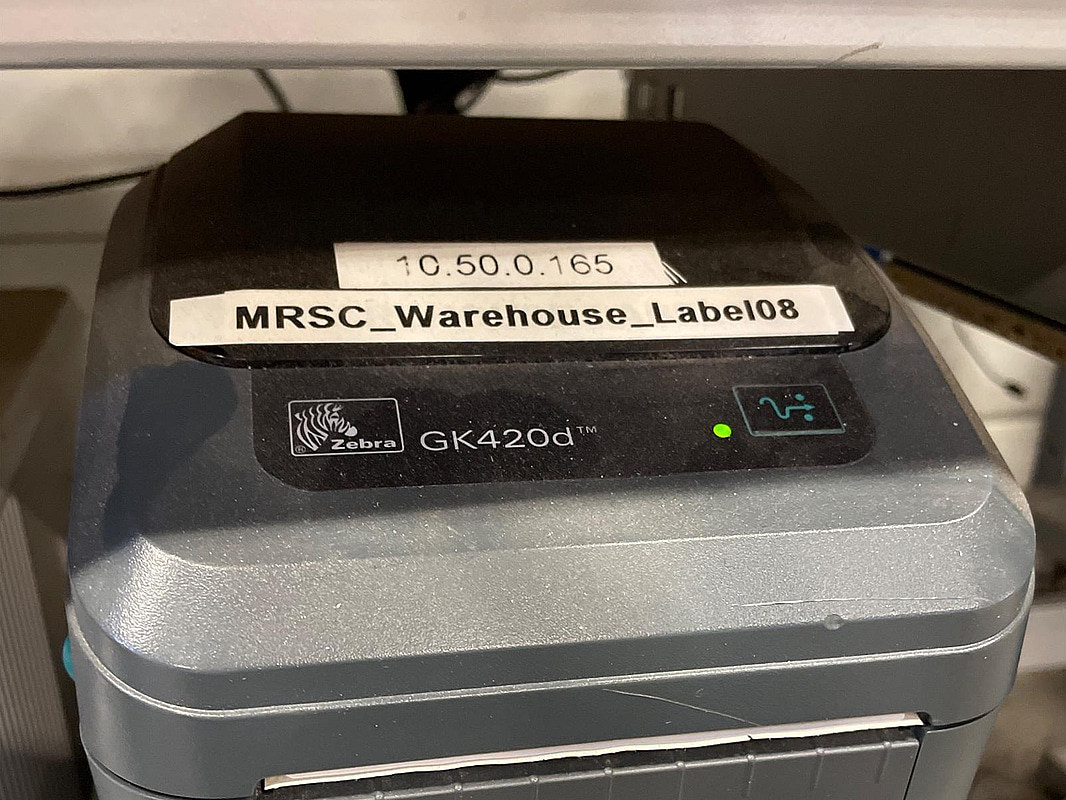 10.50.0.165
MRSC_Warehouse_Label08
® Zebra GK420d™